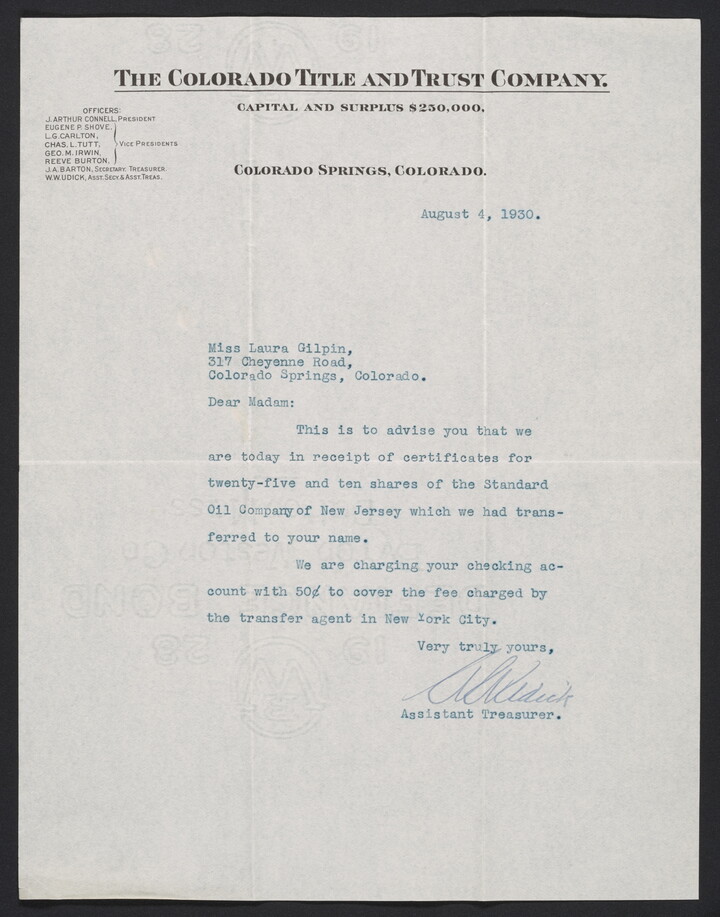 THE COLORADO TITLE AND TRUST COMPANY.
CAPITAL AND SURPLUS $250,000.
OFFICERS:
J. ARTHUR CONNELL, PRESIDENT
EUGENE P. SHOVE,
L.G. CARLTON,
CHAS. L. TUTT, VICE PRESIDENTS
GEO. M. IRWIN,
REEVE BURTON,
J.A. BARTON, SECRETARY TREASURER.
W.W. UDICK, ASST. SECY. & ASST. TREAS.
COLORADO SPRINGS, COLORADO.
August 4, 1930.
Miss Laura Gilpin,
317 Cheyenne Road,
Colorado Springs, Colorado.
Dear Madam:
This is to advise you that we
are today in receipt of certificates for
twenty-five and ten shares of the Standard
Oil Company of New Jersey which we had trans-
ferred to your name.
We are charging your checking ac-
count with 50¢ to cover the fee charged by
the transfer agent in New York City.
Very truly yours,
W W Udick
Assistant Treasurer.